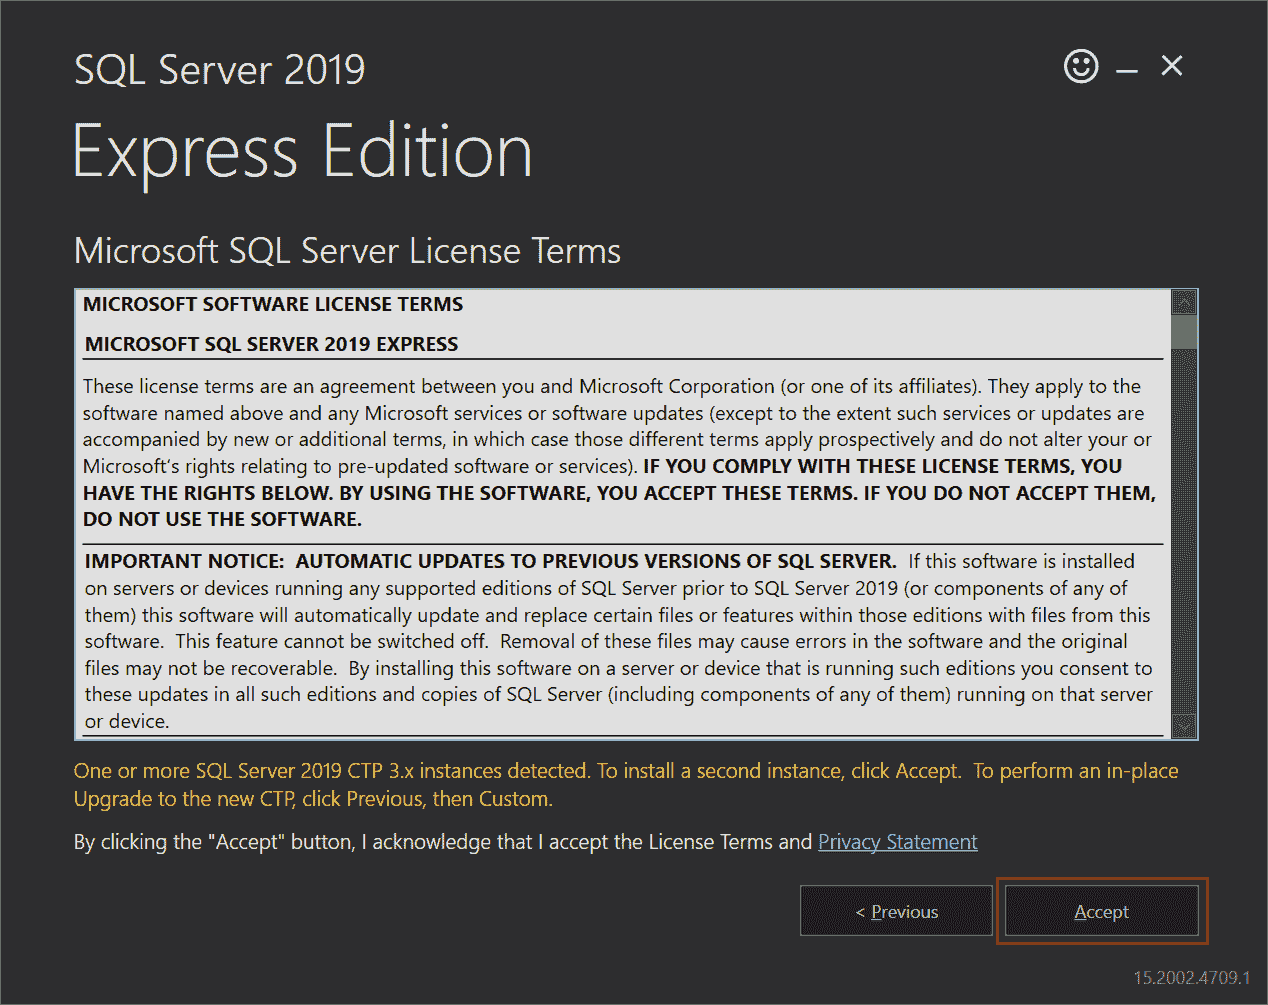 SQL Server 2019
Express Edition
Microsoft SQL Server License Terms
MICROSOFT SOFTWARE LICENSE TERMS
MICROSOFT SQL SERVER 2019 EXPRESS
These license terms are an agreement between you and Microsoft Corporation (or one of its affiliates). They apply to the
software named above and any Microsoft services or software updates (except to the extent such services or updates are
accompanied by new or additional terms, in which case those different terms apply prospectively and do not alter your or
Microsoft's rights relating to pre-updated software or services). IF YOU COMPLY WITH THESE LICENSE TERMS, YOU
HAVE THE RIGHTS BELOW. BY USING THE SOFTWARE, YOU ACCEPT THESE TERMS. IF YOU DO NOT ACCEPT THEM,
DO NOT USE THE SOFTWARE.
IMPORTANT NOTICE:  AUTOMATIC UPDATES TO PREVIOUS VERSIONS OF SQL SERVER.  If this software is installed
on servers or devices running any supported editions of SQL Server prior to SQL Server 2019 (or components of any of
them) this software will automatically update and replace certain files or features within those editions with files from this
software.  This feature cannot be switched off.  Removal of these files may cause errors in the software and the original
files may not be recoverable.  By installing this software on a server or device that is running such editions you consent to
these updates in all such editions and copies of SQL Server (including components of any of them) running on that server
or device.
One or more SQL Server 2019 CTP 3.x instances detected. To install a second instance, click Accept.  To perform an in-place
Upgrade to the new CTP, click Previous, then Custom.
By clicking the "Accept" button, I acknowledge that I accept the License Terms and Privacy Statement
< Previous
Accept
15.2002.4709.1